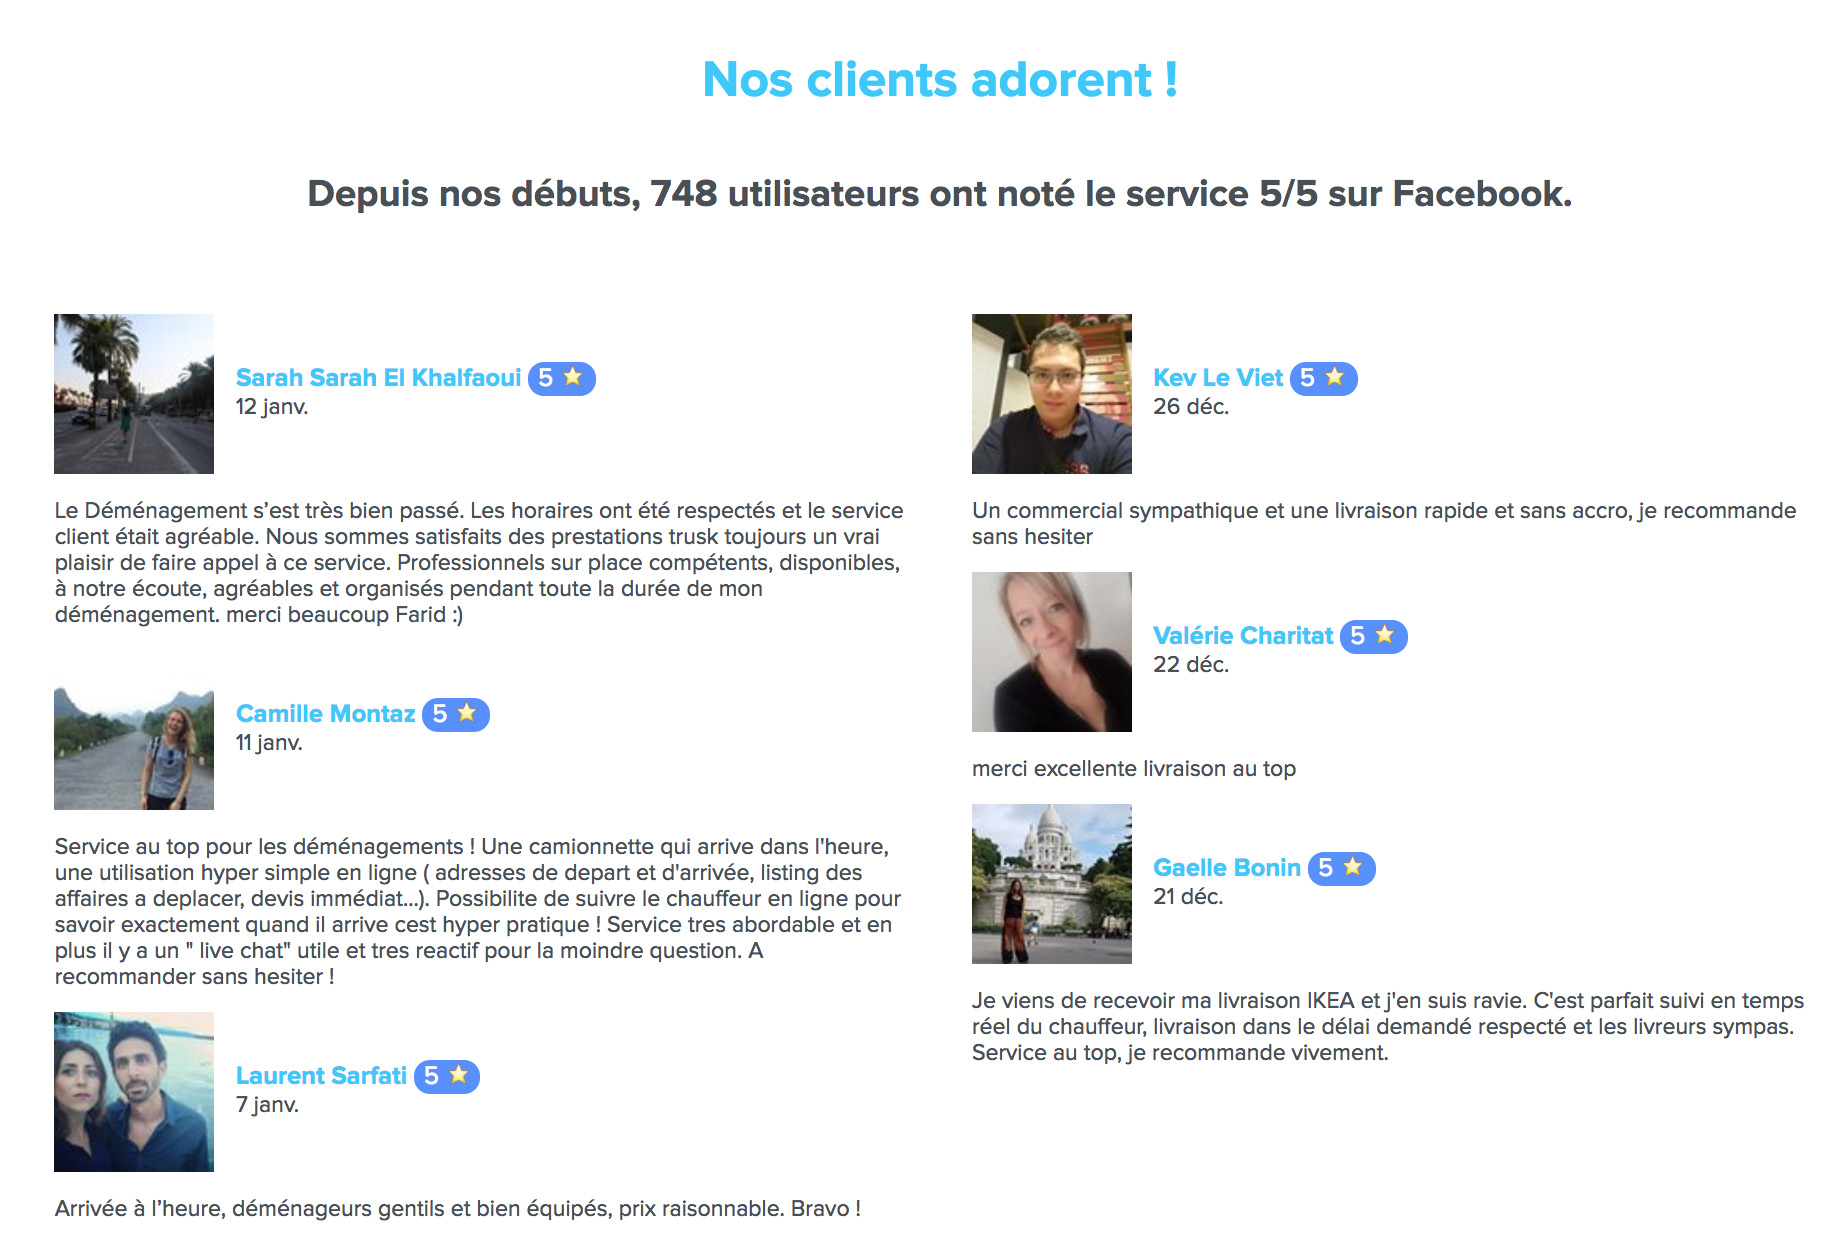 Nos clients adorent !
Depuis nos débuts, 748 utilisateurs ont noté le service 5/5 sur Facebook.
Sarah Sarah El Khalfaoui 5
12 janv.
Le Déménagement s’est très bien passé. Les horaires ont été respectés et le service
client était agréable. Nous sommes satisfaits des prestations trusk toujours un vrai
plaisir de faire appel à ce service. Professionnels sur place compétents, disponibles,
à notre écoute, agréables et organisés pendant toute la durée de mon
déménagement. merci beaucoup Farid :)
Camille Montaz 5
11 janv.
Service au top pour les déménagements ! Une camionnette qui arrive dans l'heure,
une utilisation hyper simple en ligne ( adresses de depart et d'arrivée, listing des
affaires a deplacer, devis immédiat...). Possibilite de suivre le chauffeur en ligne pour
savoir exactement quand il arrive cest hyper pratique ! Service tres abordable et en
plus il y a un " live chat" utile et tres reactif pour la moindre question. A
recommander sans hesiter !
Laurent Sarfati 5
7 janv.
Arrivée à l’heure, déménageurs gentils et bien équipés, prix raisonnable. Bravo !
Kev Le Viet 5
26 déc.
Un commercial sympathique et une livraison rapide et sans accro, je recommande
sans hesiter
Valérie Charitat 5
22 déc.
merci excellente livraison au top
Gaelle Bonin 5
21 déc.
Je viens de recevoir ma livraison IKEA et j'en suis ravie. C'est parfait suivi en temps
réel du chauffeur, livraison dans le délai demandé respecté et les livreurs sympas.
Service au top, je recommande vivement.